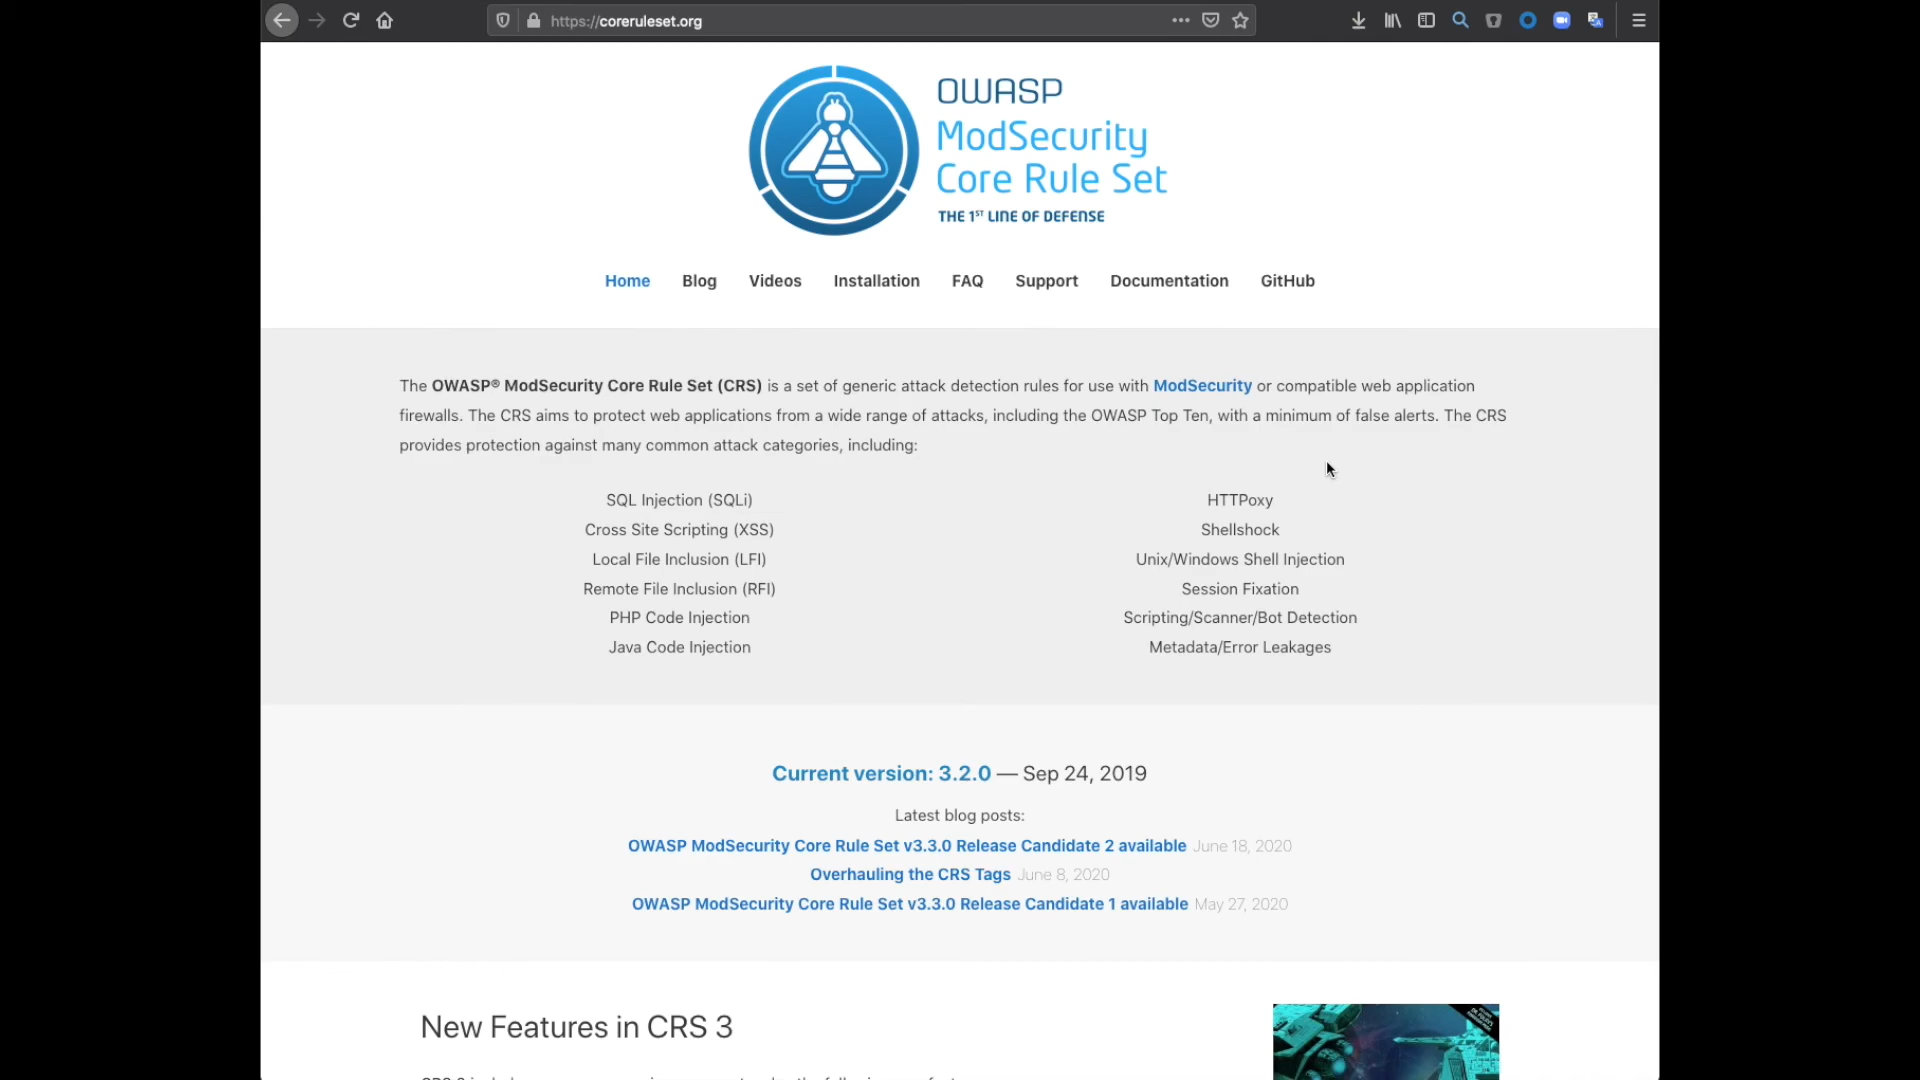 https://coreruleset.org
OWASP
ModSecurity
Core Rule Set
THE 1ST LINE OF DEFENSE
Home Blog Videos Installation FAQ Support Documentation GitHub
The OWASP® ModSecurity Core Rule Set (CRS) is a set of generic attack detection rules for use with ModSecurity or compatible web application
firewalls. The CRS aims to protect web applications from a wide range of attacks, including the OWASP Top Ten, with a minimum of false alerts. The CRS
provides protection against many common attack categories, including:
SQL Injection (SQLi)
Cross Site Scripting (XSS)
Local File Inclusion (LFI)
Remote File Inclusion (RFI)
PHP Code Injection
Java Code Injection
HTTPoxy
Shellshock
Unix/Windows Shell Injection
Session Fixation
Scripting/Scanner/Bot Detection
Metadata/Error Leakages
Current version: 3.2.0 — Sep 24, 2019
Latest blog posts:
OWASP ModSecurity Core Rule Set v3.3.0 Release Candidate 2 available June 18, 2020
Overhauling the CRS Tags June 8, 2020
OWASP ModSecurity Core Rule Set v3.3.0 Release Candidate 1 available May 27, 2020
New Features in CRS 3